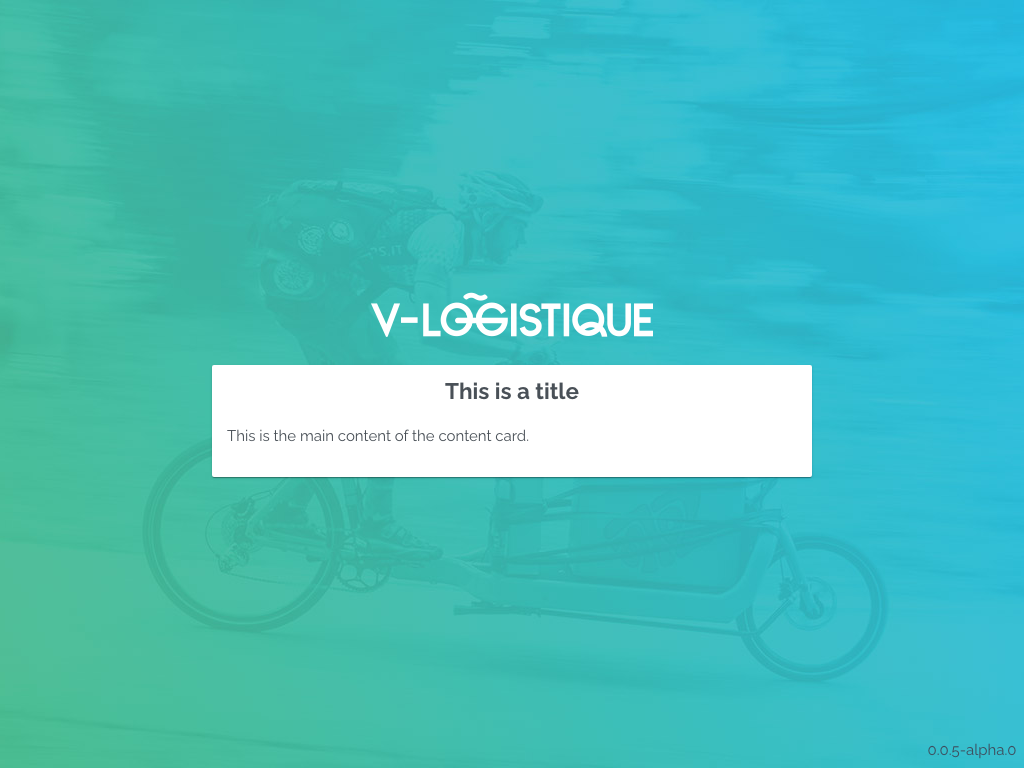 V-LOGISTIQUE
This is a title
This is the main content of the content card.
0.0.5-alpha.0